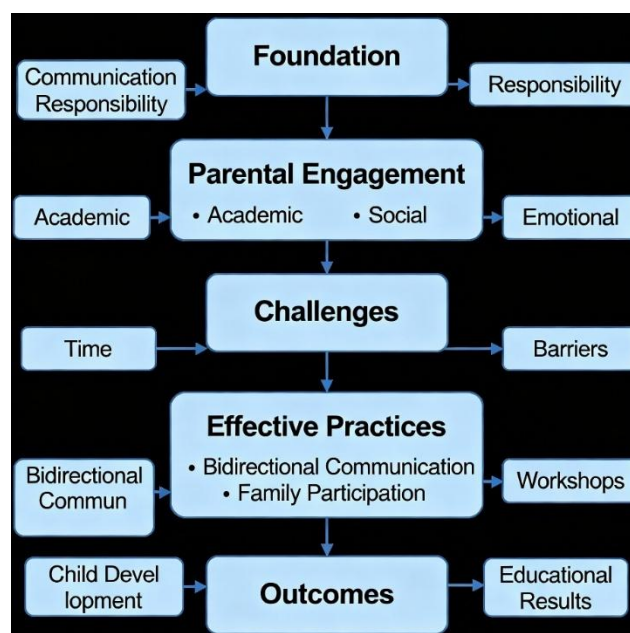 Foundation
Communication
Responsibility
Responsibility
Parental Engagement
• Academic • Social
Academic
Emotional
Challenges
Time
Barriers
Effective Practices
• Bidirectional Communication
• Family Participation
Bidirectional
Commun
Workshops
Child Devel
lopment
Outcomes
Educational
Results